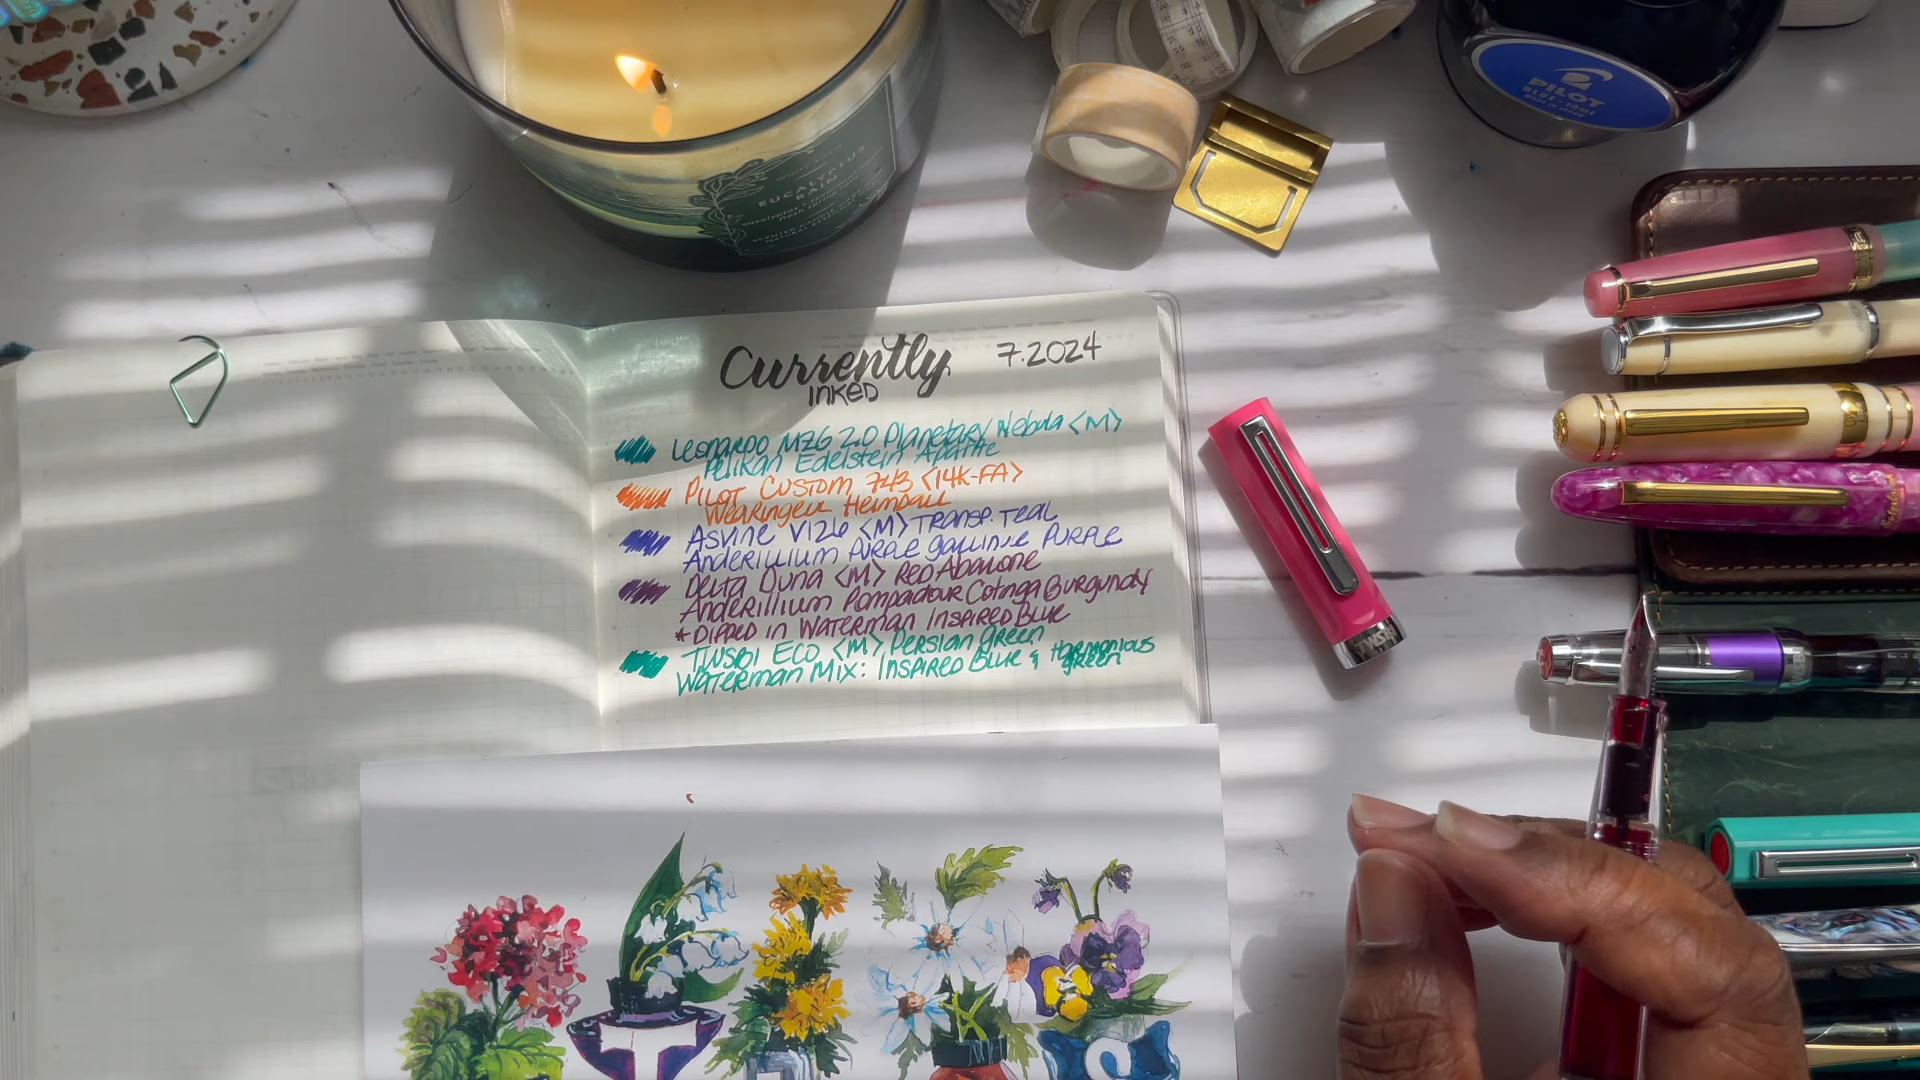 PILOT
EUCALYPTUS
RAIN
Currently
INKED
7.2024
Leonardo MZG 2.0 Planetary Nebula <M>
Pelikan Edelstein Apatite
Pilot Custom 743 <14K-FA>
Wearingeul Heimdall
Asvine V126 <M> Transp. Teal
Anderillium Purple Gallinule Purple
Delta Duna <M> Red Abalone
Anderillium Pompadour Cotinga Burgundy
*Dipped in Waterman Inspired Blue
TWSBI ECO <M> Persian Green
Waterman Mix: Inspired Blue & Harmonious
Green